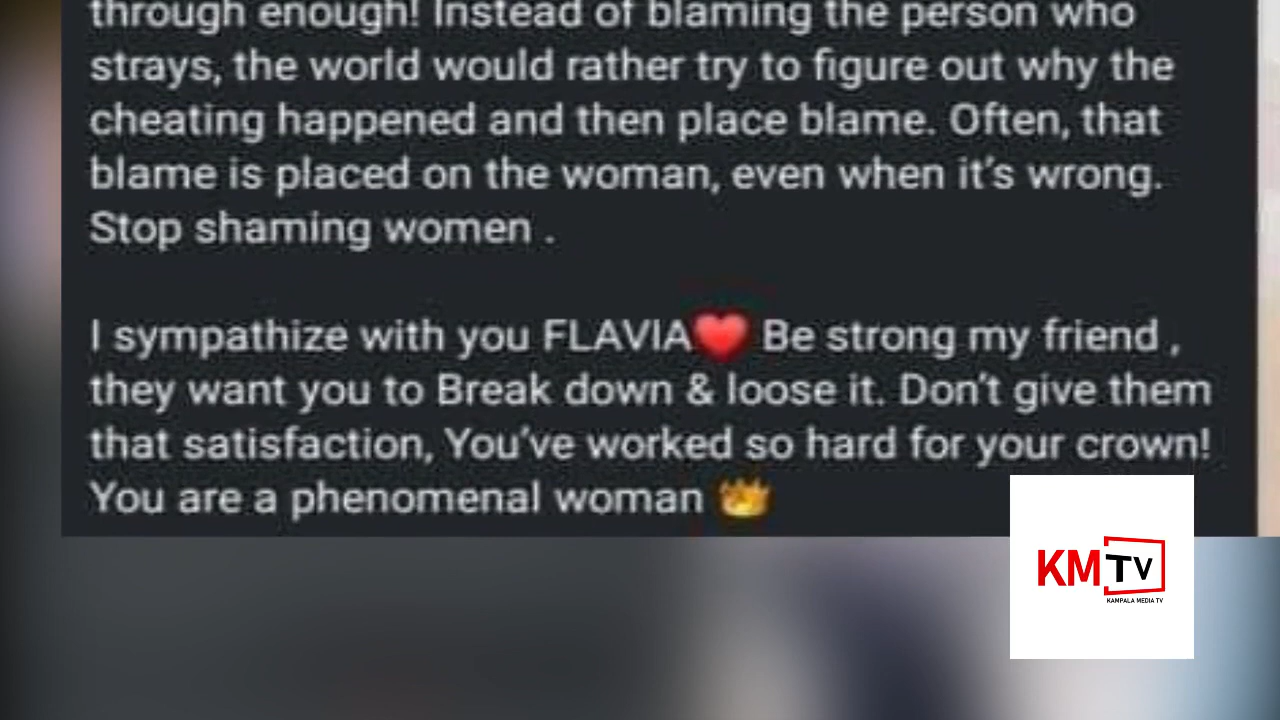 through enough! Instead of blaming the person who
strays, the world would rather try to figure out why the
cheating happened and then place blame. Often, that
blame is placed on the woman, even when it's wrong.
Stop shaming women .
I sympathize with you FLAVIA❤️ Be strong my friend ,
they want you to Break down & loose it. Don't give them
that satisfaction, You've worked so hard for your crown!
You are a phenomenal woman 👑
KMTV
KAMPALA MEDIA TV